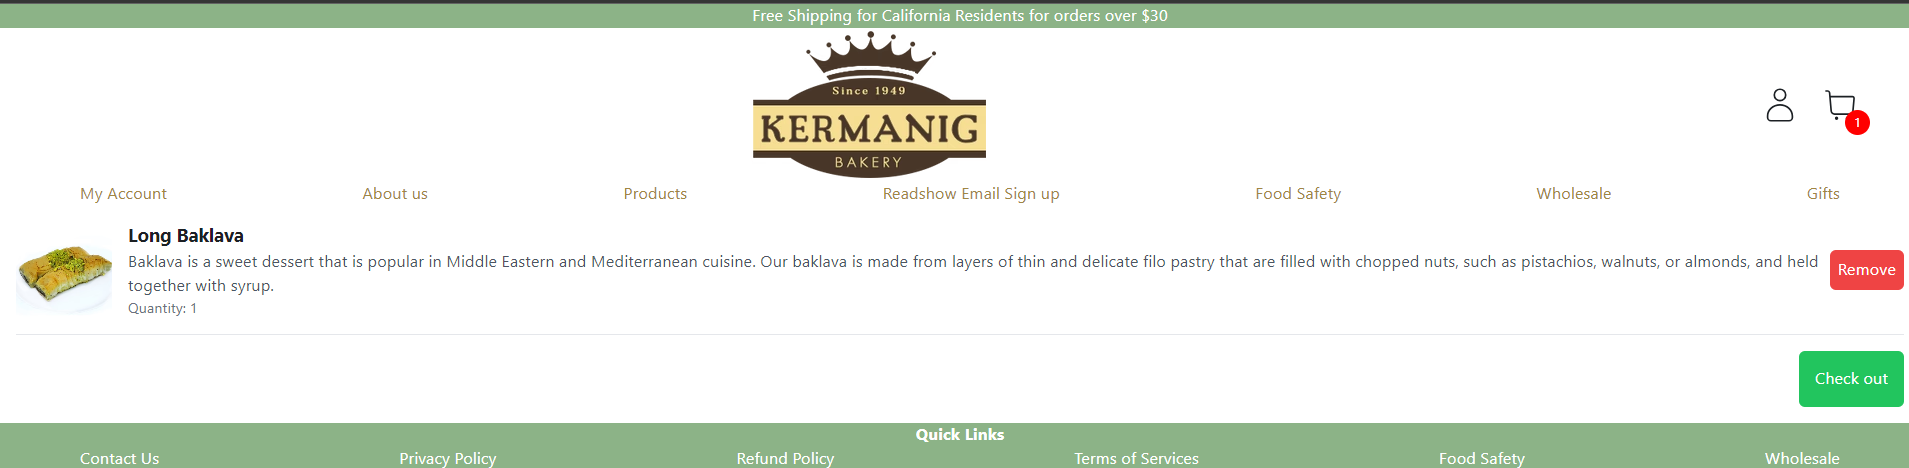 Free Shipping for California Residents for orders over $30
Since 1949
KERMANIG
BAKERY
1
My Account About us Products Readshow Email Sign up Food Safety Wholesale Gifts
Long Baklava
Baklava is a sweet dessert that is popular in Middle Eastern and Mediterranean cuisine. Our baklava is made from layers of thin and delicate filo pastry that are filled with chopped nuts, such as pistachios, walnuts, or almonds, and held
together with syrup.
Quantity: 1
Remove
Check out
Quick Links
Contact Us Privacy Policy Refund Policy Terms of Services Food Safety Wholesale